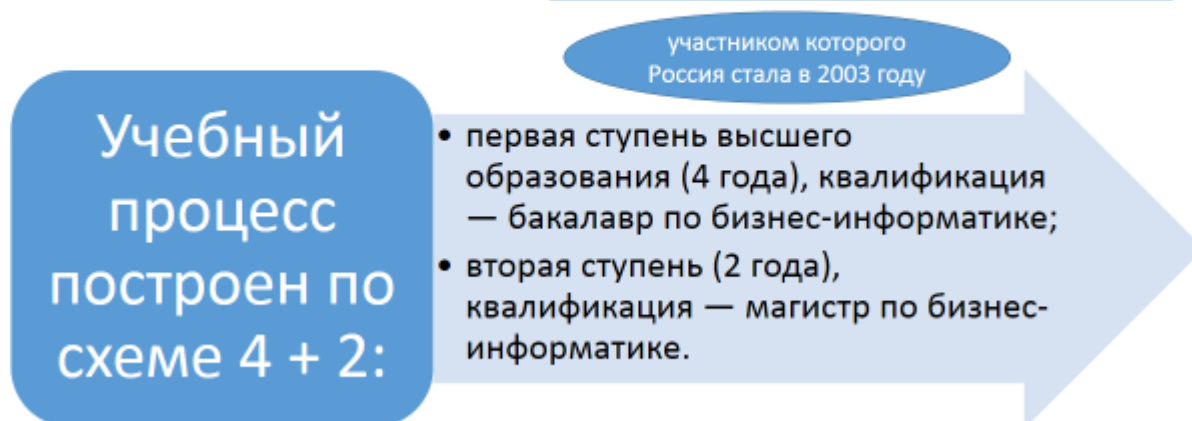 участником которого
Россия стала в 2003 году
Учебный
процесс
построен по
схеме 4 + 2:
• первая ступень высшего
образования (4 года), квалификация
— бакалавр по бизнес-информатике;
• вторая ступень (2 года),
квалификация — магистр по бизнес-
информатике.